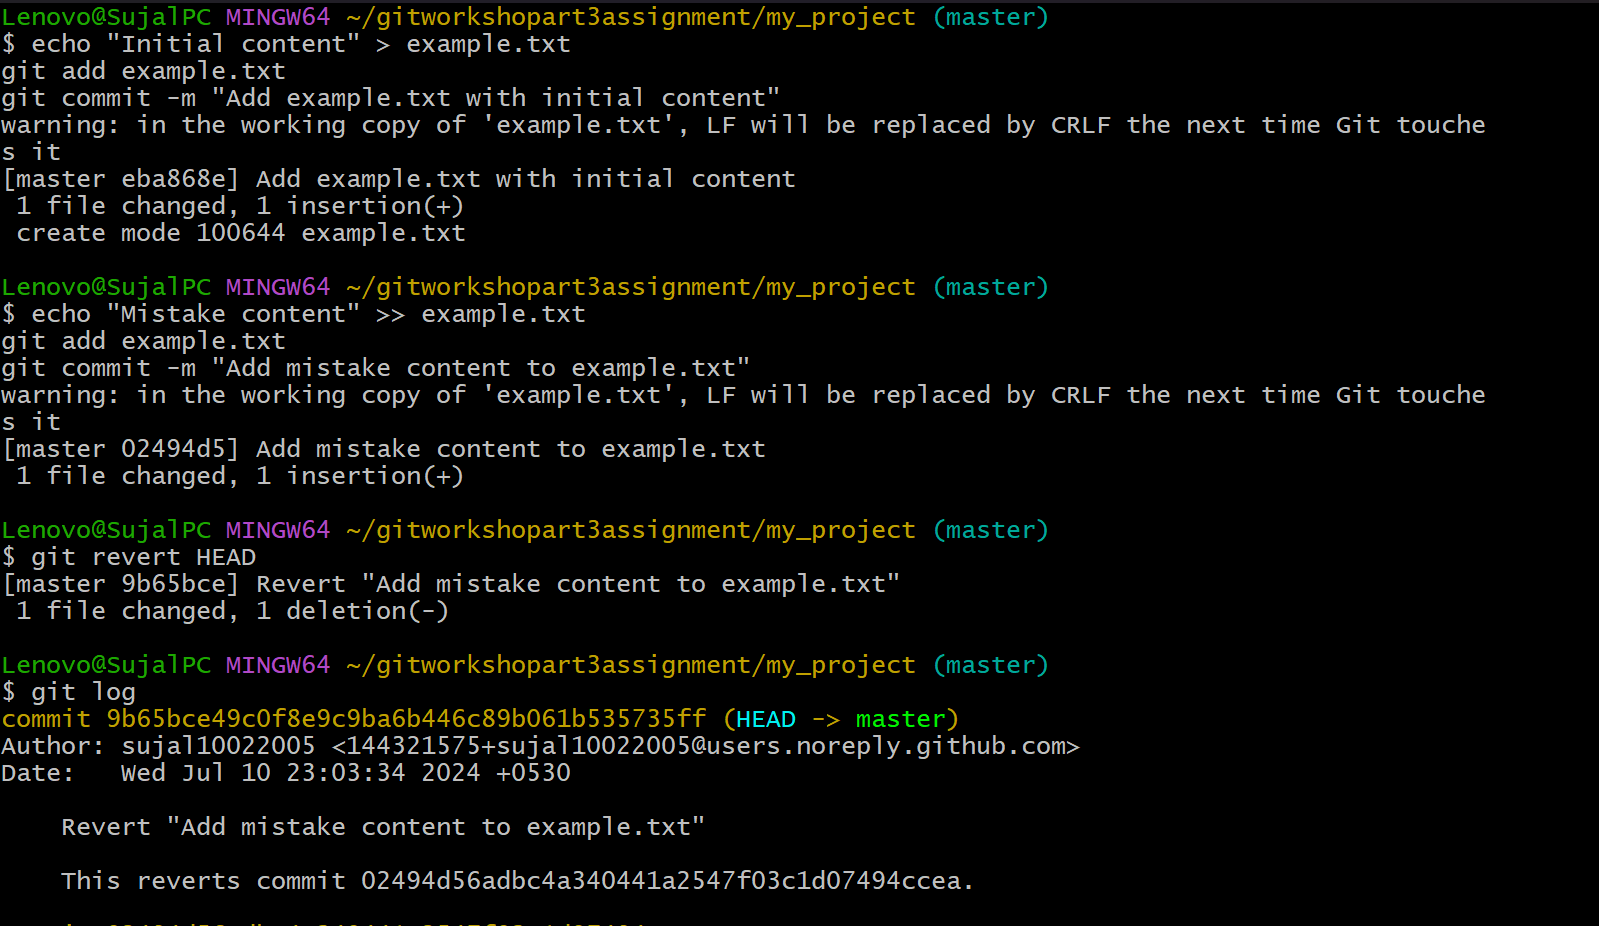 Lenovo@SujalPC MINGW64 ~/gitworkshopart3assignment/my_project (master)
$ echo "Initial content" > example.txt
git add example.txt
git commit -m "Add example.txt with initial content"
warning: in the working copy of 'example.txt', LF will be replaced by CRLF the next time Git touche
s it
[master eba868e] Add example.txt with initial content
 1 file changed, 1 insertion(+)
 create mode 100644 example.txt

Lenovo@SujalPC MINGW64 ~/gitworkshopart3assignment/my_project (master)
$ echo "Mistake content" >> example.txt
git add example.txt
git commit -m "Add mistake content to example.txt"
warning: in the working copy of 'example.txt', LF will be replaced by CRLF the next time Git touche
s it
[master 02494d5] Add mistake content to example.txt
 1 file changed, 1 insertion(+)

Lenovo@SujalPC MINGW64 ~/gitworkshopart3assignment/my_project (master)
$ git revert HEAD
[master 9b65bce] Revert "Add mistake content to example.txt"
 1 file changed, 1 deletion(-)

Lenovo@SujalPC MINGW64 ~/gitworkshopart3assignment/my_project (master)
$ git log
commit 9b65bce49c0f8e9c9ba6b446c89b061b535735ff (HEAD -> master)
Author: sujal10022005 <144321575+sujal10022005@users.noreply.github.com>
Date:   Wed Jul 10 23:03:34 2024 +0530

    Revert "Add mistake content to example.txt"

    This reverts commit 02494d56adbc4a340441a2547f03c1d07494ccea.